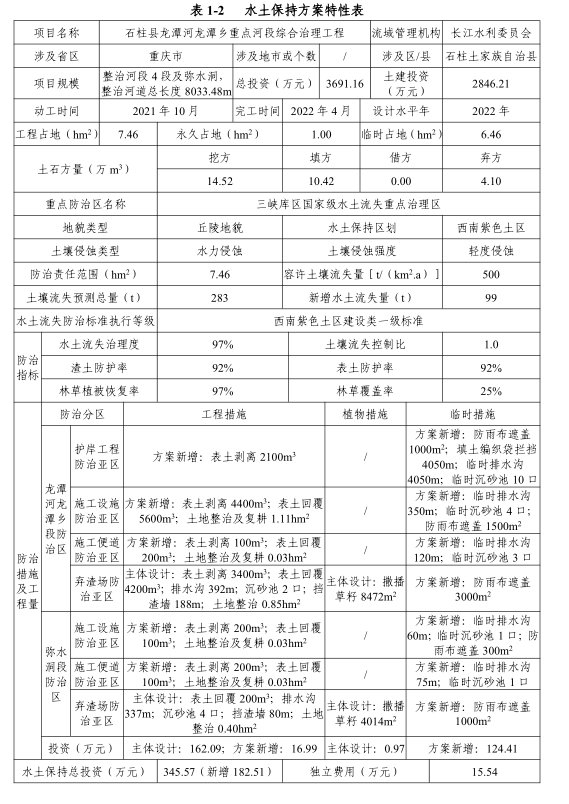 表 1-2 水土保持方案特性表
项目名称 石柱县龙潭河龙潭乡重点河段综合治理工程 流域管理机构 长江水利委员会
涉及省区 重庆市 涉及地市或个数 / 涉及区/县 石柱土家族自治县
项目规模 整治河段 4 段及弥水洞，整治河道总长度 8033.48m 总投资（万元） 3691.16 土建投资（万元） 2846.21
动工时间 2021 年 10 月 完工时间 2022 年 4 月 设计水平年 2022 年
工程占地（hm²） 7.46 永久占地（hm²） 1.00 临时占地（hm²） 6.46
土石方量（万 m³） 挖方 填方 借方 弃方
14.52 10.42 0.00 4.10
重点防治区名称 三峡库区国家级水土流失重点治理区
地貌类型 丘陵地貌 水土保持区划 西南紫色土区
土壤侵蚀类型 水力侵蚀 土壤侵蚀强度 轻度侵蚀
防治责任范围（hm²） 7.46 容许土壤流失量［t/（km².a）］ 500
土壤流失预测总量（t） 283 新增水土流失量（t） 99
水土流失防治标准执行等级 西南紫色土区建设类一级标准
防治指标 水土流失治理度 97% 土壤流失控制比 1.0
渣土防护率 92% 表土防护率 92%
林草植被恢复率 97% 林草覆盖率 25%
防治措施及工程量 防治分区 工程措施 植物措施 临时措施
龙潭河龙潭乡段防治区 护岸工程防治亚区 方案新增：表土剥离 2100m³ / 方案新增：防雨布遮盖 1000m²；填土编织袋拦挡 4050m；临时排水沟 4050m；临时沉砂池 10 口
施工设施防治亚区 方案新增：表土剥离 4400m³；表土回覆 5600m³；土地整治及复耕 1.11hm² / 方案新增：临时排水沟 350m；临时沉砂池 4 口；防雨布遮盖 1500m²
施工便道防治亚区 方案新增：表土剥离 100m³；表土回覆 200m³；土地整治及复耕 0.03hm² / 方案新增：临时排水沟 120m；临时沉砂池 3 口
弃渣场防治亚区 主体设计：表土剥离 3400m³；表土回覆 4200m³；排水沟 392m；沉砂池 2 口；挡渣墙 188m；土地整治 0.85hm² 主体设计：撒播草籽 8472m² 方案新增：防雨布遮盖 3000m²
弥水洞段防治区 施工设施防治亚区 方案新增：表土剥离 200m³；表土回覆 100m³；土地整治及复耕 0.03hm² / 方案新增：临时排水沟 60m；临时沉砂池 1 口；防雨布遮盖 300m²
施工便道防治亚区 方案新增：表土剥离 200m³；表土回覆 100m³；土地整治及复耕 0.03hm² / 方案新增：临时排水沟 75m；临时沉砂池 1 口
弃渣场防治亚区 主体设计：表土回覆 200m³；排水沟 337m；沉砂池 4 口；挡渣墙 80m；土地整治 0.40hm² 主体设计：撒播草籽 4014m² 方案新增：防雨布遮盖 1000m²
投资（万元） 主体设计：162.09；方案新增：16.99 主体设计：0.97 方案新增：124.41
水土保持总投资（万元） 345.57（新增 182.51） 独立费用（万元） 15.54